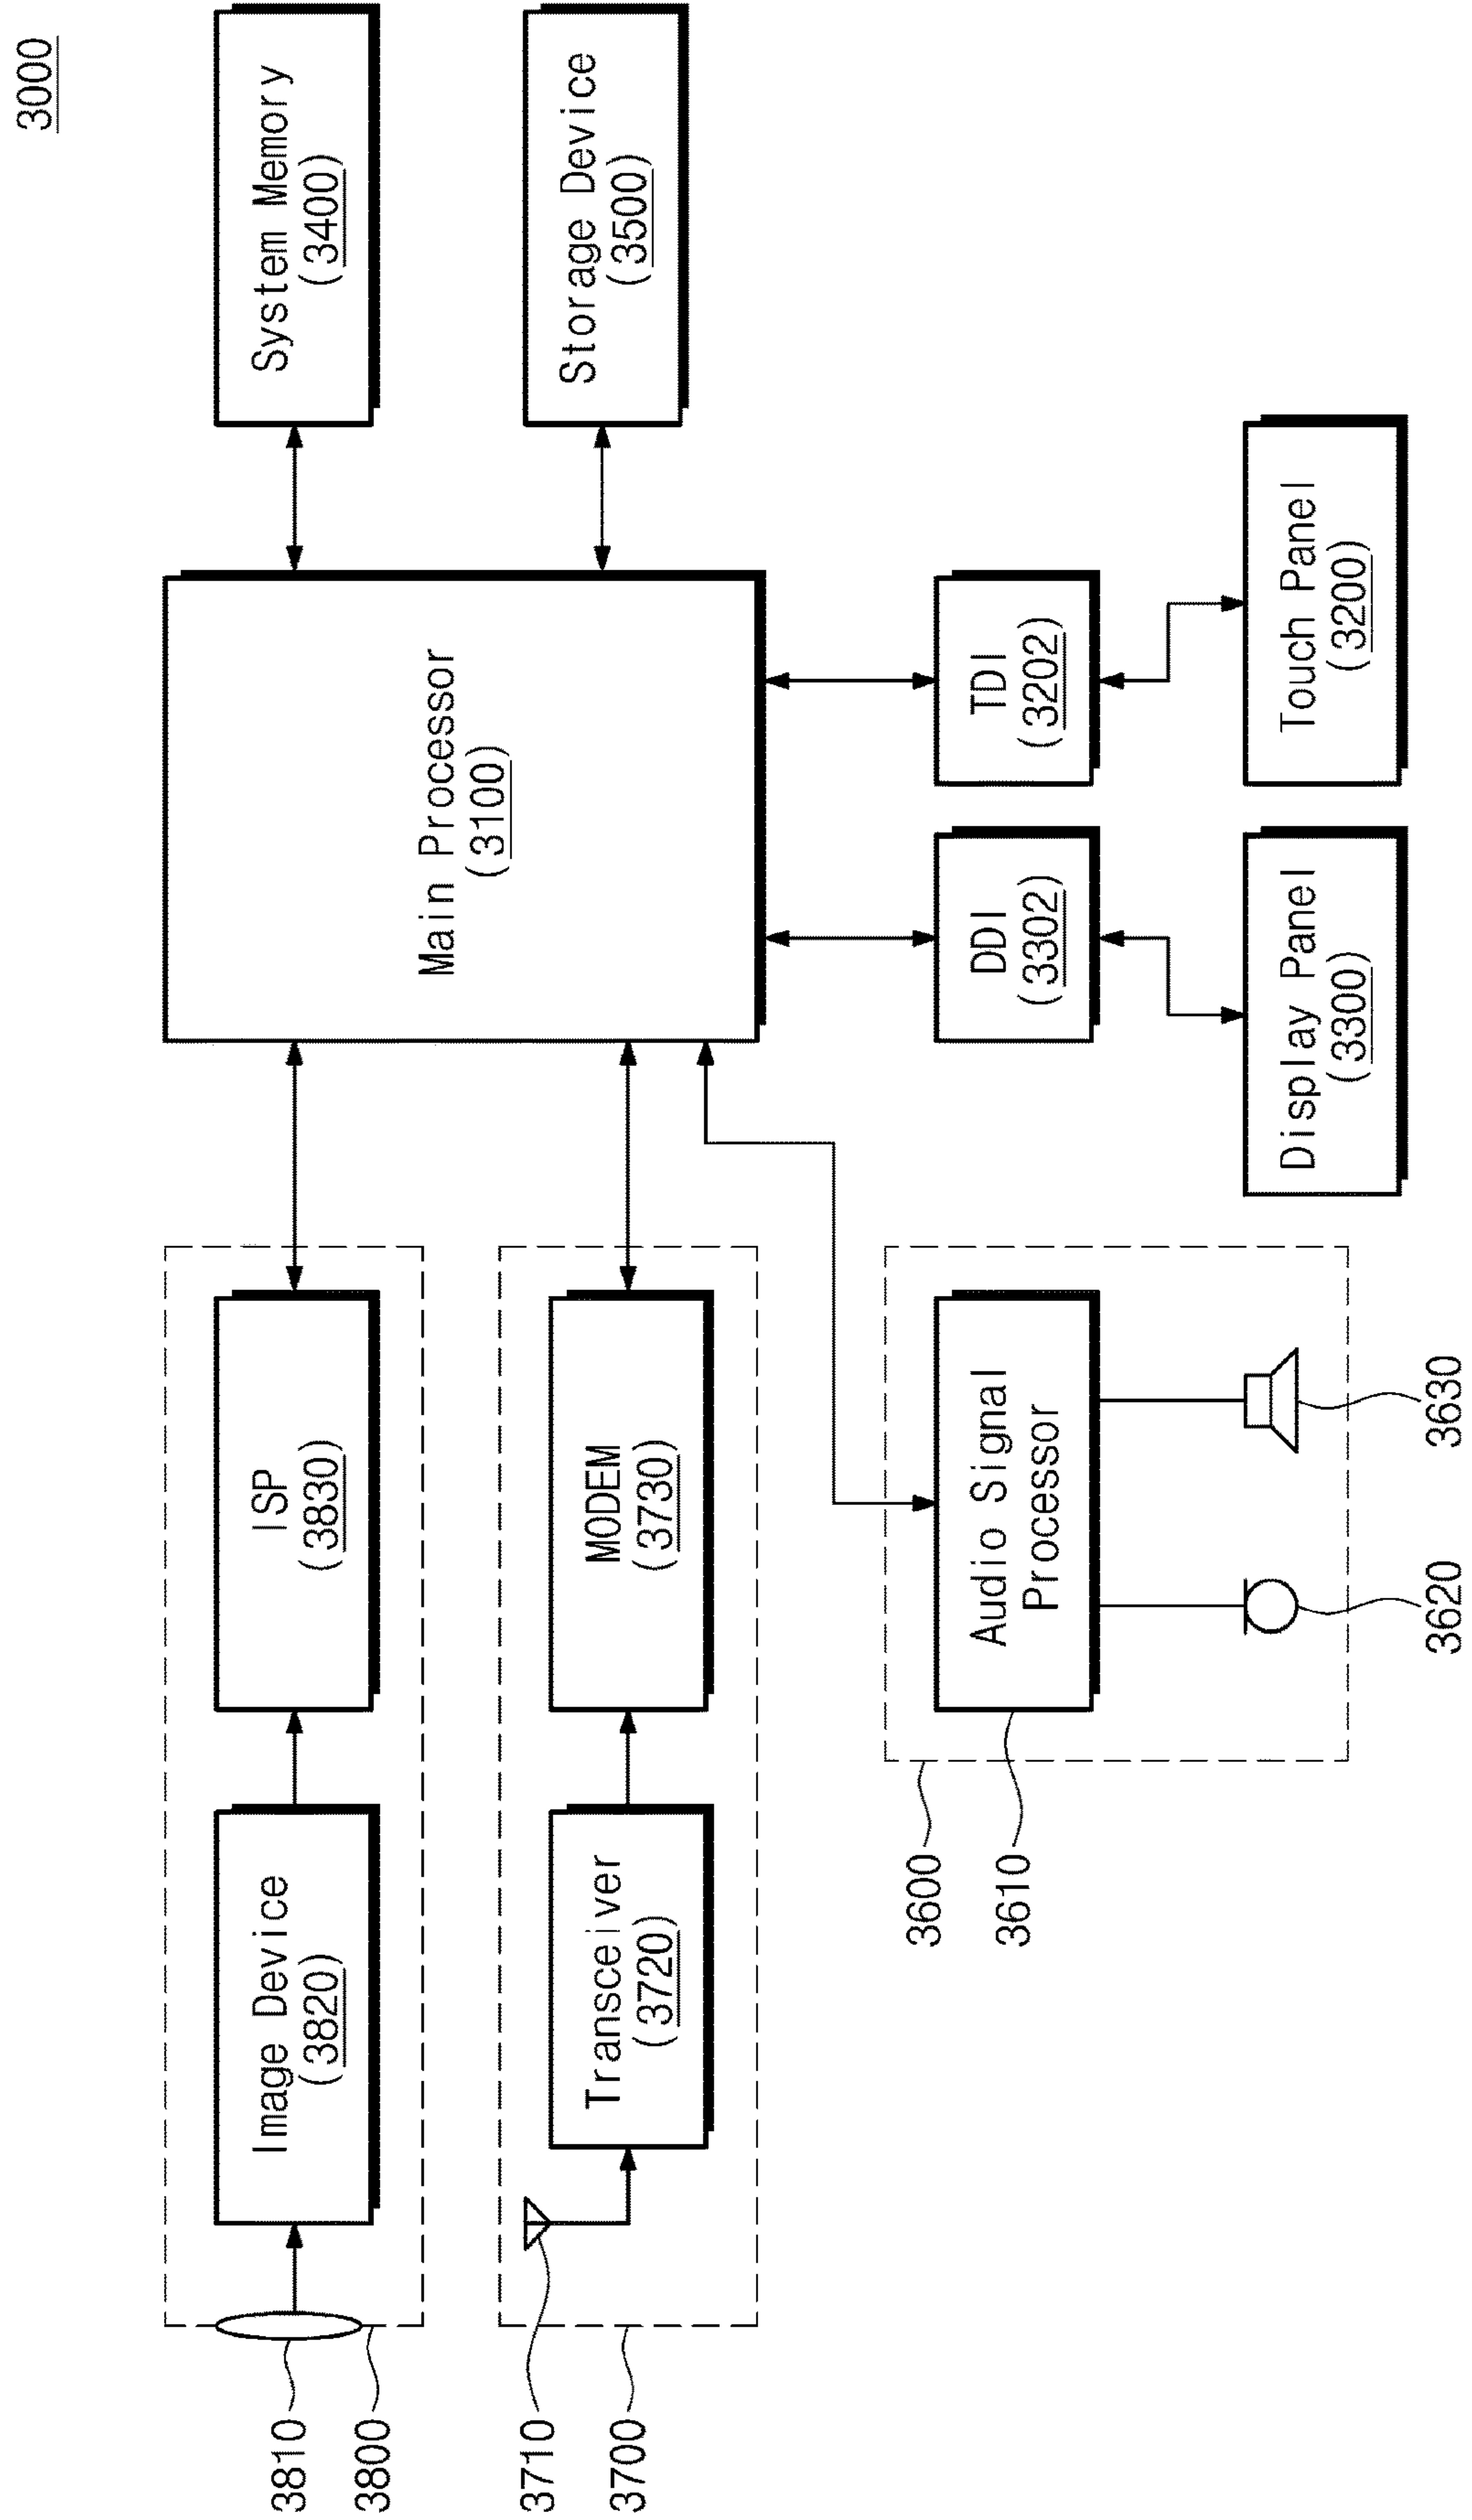 3000
3810
3800
Image Device
(3820)
ISP
(3830)
Main Processor
(3100)
System Memory
(3400)
Storage Device
(3500)
3710
3700
Transceiver
(3720)
MODEM
(3730)
3600
3610
Audio Signal
Processor
3620
3630
DDI
(3302)
TDI
(3202)
Display Panel
(3300)
Touch Panel
(3200)